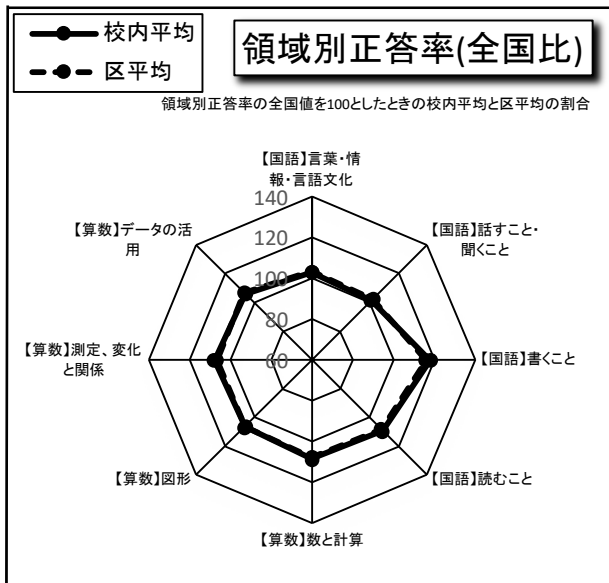 校内平均
区平均
領域別正答率(全国比)
領域別正答率の全国値を100としたときの校内平均と区平均の割合
【国語】言葉・情
報・言語文化
【国語】話すこと・
聞くこと
【国語】書くこと
【国語】読むこと
【算数】数と計算
【算数】図形
【算数】測定、変化
と関係
【算数】データの活
用
140
120
100
80
60